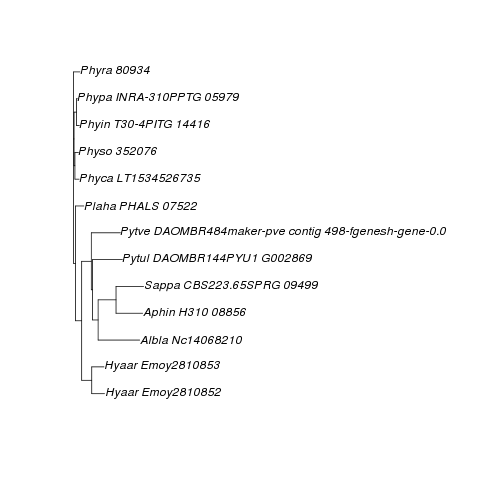 Phyra 80934
Phypa INRA-310PPTG 05979
Phyin T30-4PITG 14416
Physo 352076
Phyca LT1534526735
Plaha PHALS 07522
Pytve DAOMBR484maker-pve contig 498-fgenesh-gene-0.0
Pytul DAOMBR144PYU1 G002869
Sappa CBS223.65SPRG 09499
Aphin H310 08856
Albla Nc14068210
Hyaar Emoy2810853
Hyaar Emoy2810852